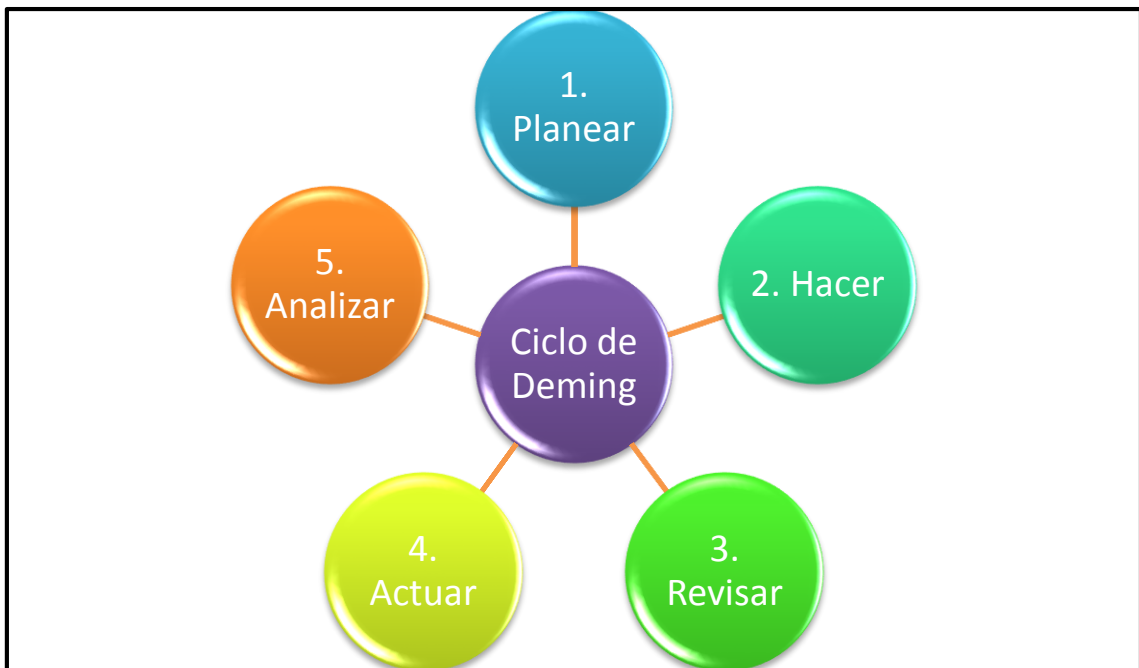 1.
Planear
2. Hacer
3.
Revisar
4.
Actuar
5.
Analizar
Ciclo de
Deming